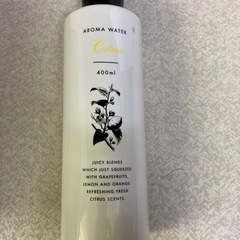 AROMA WATER
Citrus
400ml
JUICY BLENDS
WHICH JUST SQUEEZED
WITH GRAPEFRUITS,
LEMON AND ORANGE.
REFRESHING FRESH
CITRUS SCENTS.